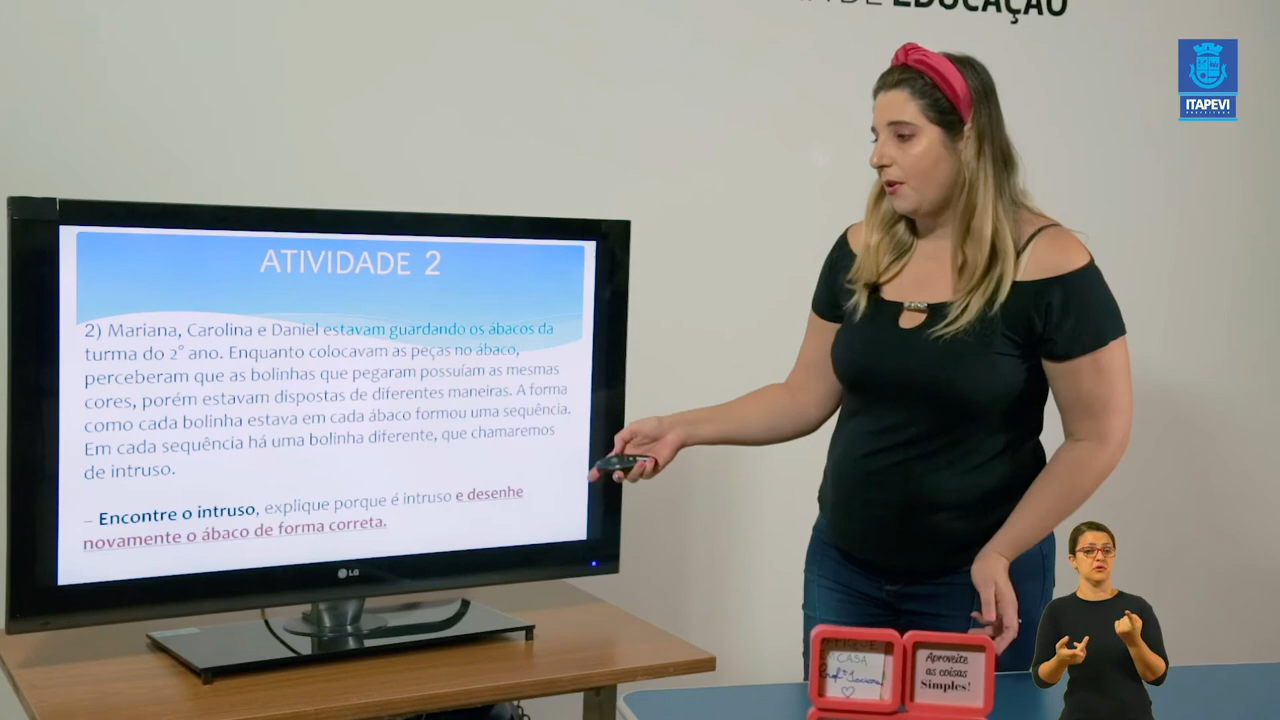 DE EDUCAÇÃO
ITAPEVI
PREFEITURA
ATIVIDADE 2
2) Mariana, Carolina e Daniel estavam guardando os ábacos da
turma do 2° ano. Enquanto colocavam as peças no ábaco,
perceberam que as bolinhas que pegaram possuíam as mesmas
cores, porém estavam dispostas de diferentes maneiras. A forma
como cada bolinha estava em cada ábaco formou uma sequência.
Em cada sequência há uma bolinha diferente, que chamaremos
de intruso.
– Encontre o intruso, explique porque é intruso e desenhe
novamente o ábaco de forma correta.
LG
CASA
Aproveite
as coisas
Simples!